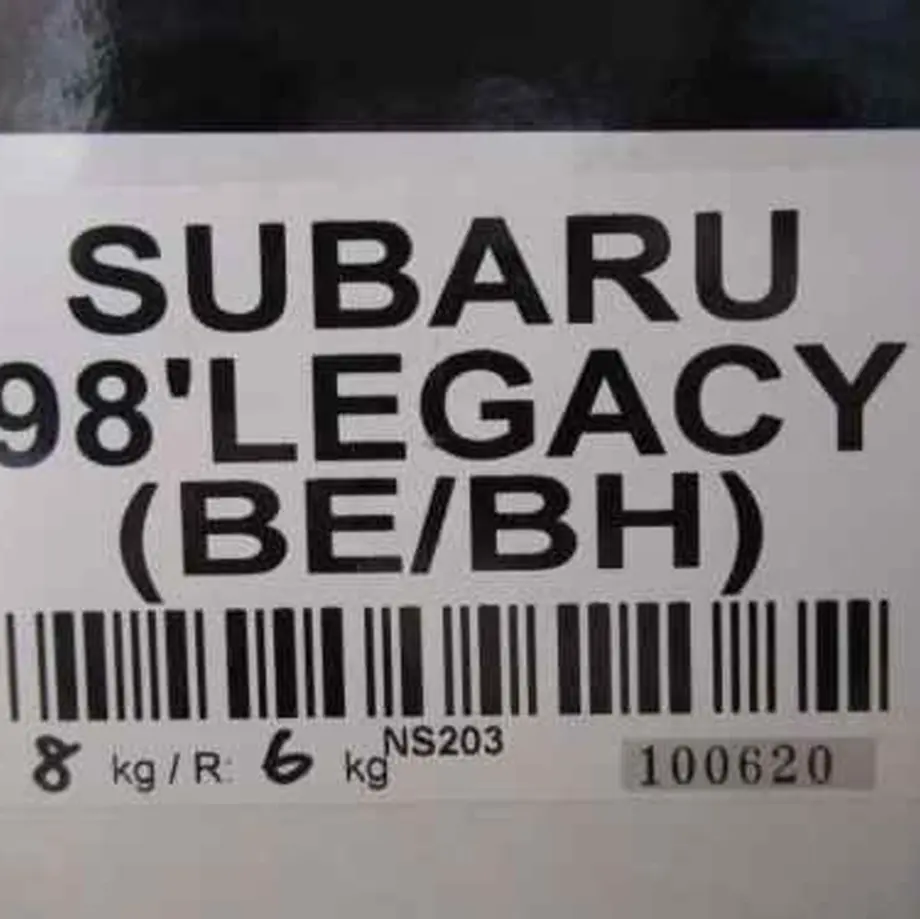 SUBARU
98'LEGACY
(BE/BH)
8 kg / R: 6 kg NS203 100620